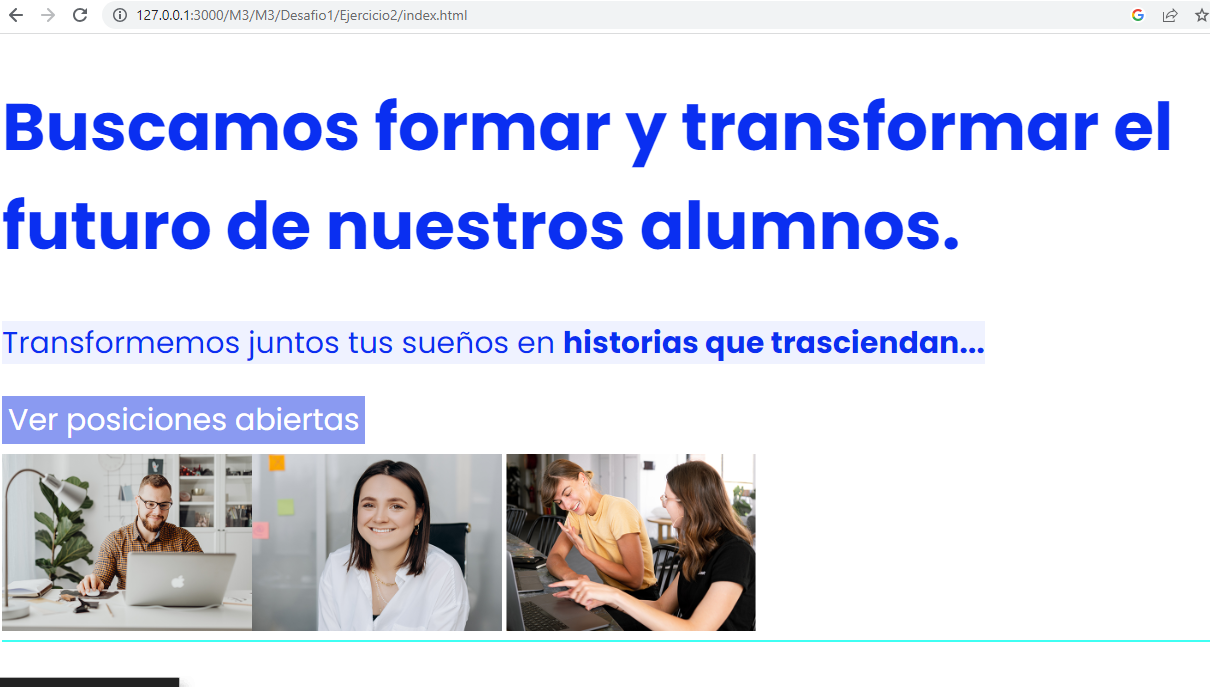 127.0.0.1:3000/M3/M3/Desafio1/Ejercicio2/index.html
Buscamos formar y transformar el
futuro de nuestros alumnos.
Transformemos juntos tus sueños en historias que trasciendan...
Ver posiciones abiertas